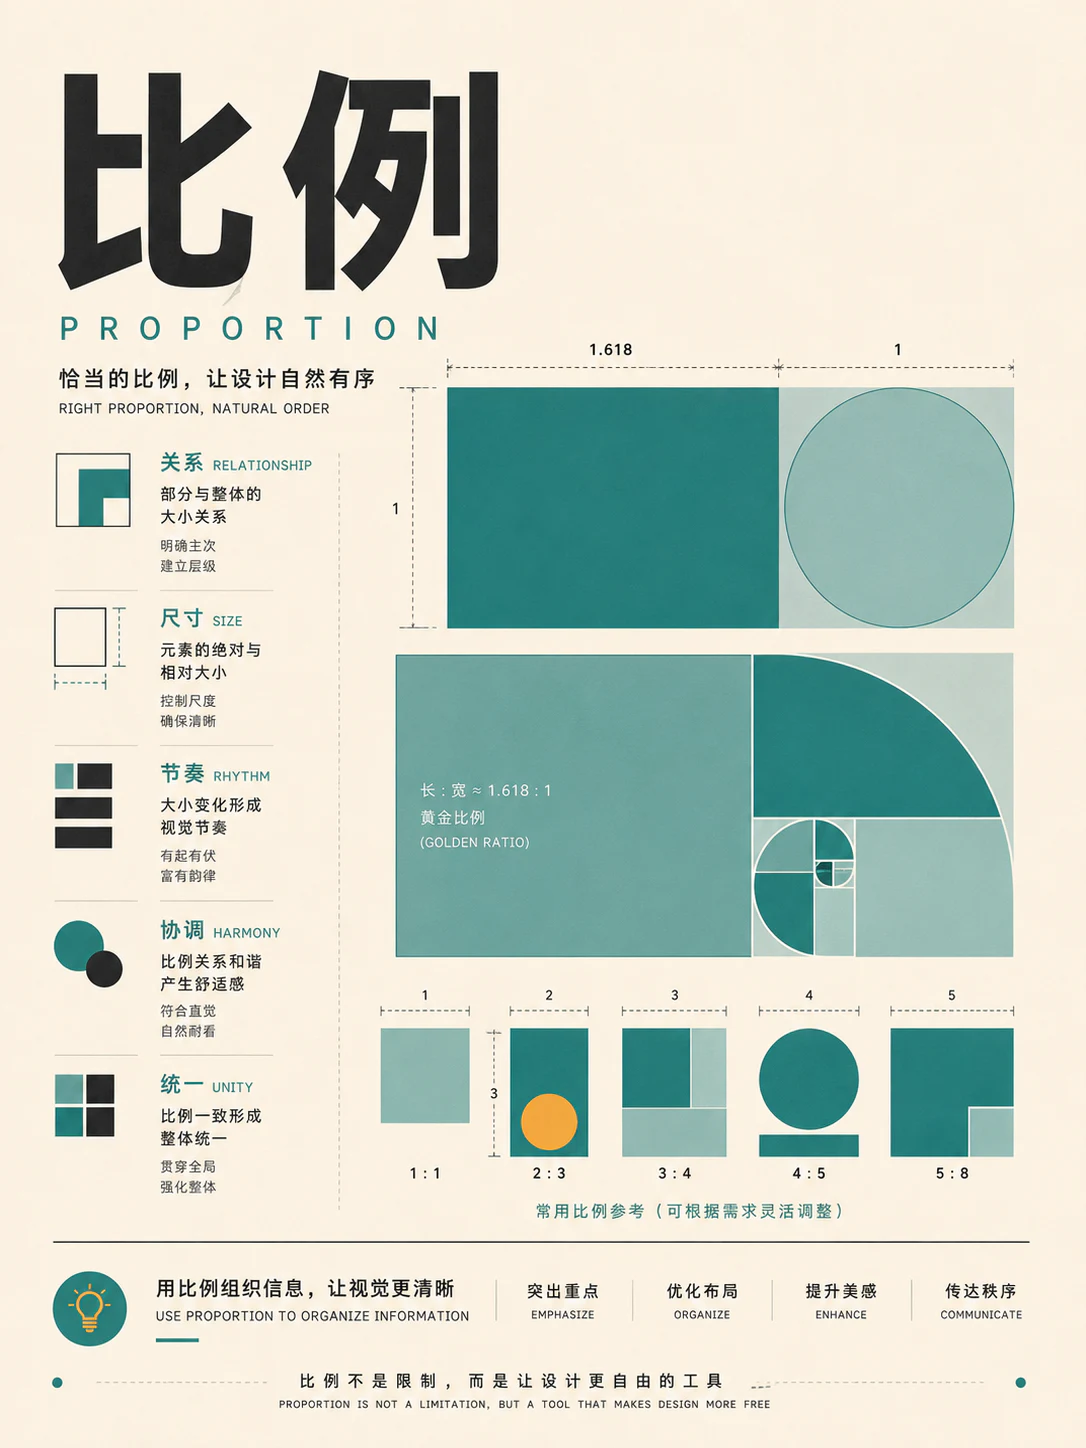 比例
PROPORTION
恰当的比例，让设计自然有序
RIGHT PROPORTION, NATURAL ORDER
关系 RELATIONSHIP
部分与整体的
大小关系
明确主次
建立层级
尺寸 SIZE
元素的绝对与
相对大小
控制尺度
确保清晰
节奏 RHYTHM
大小变化形成
视觉节奏
有起有伏
富有韵律
协调 HARMONY
比例关系和谐
产生舒适感
符合直觉
自然耐看
统一 UNITY
比例一致形成
整体统一
贯穿全局
强化整体
1.618 1
1
长：宽 ≈ 1.618 : 1
黄金比例
(GOLDEN RATIO)
1 2 3 4 5
3
1 : 1 2 : 3 3 : 4 4 : 5 5 : 8
常用比例参考（可根据需求灵活调整）
用比例组织信息，让视觉更清晰
USE PROPORTION TO ORGANIZE INFORMATION
突出重点
EMPHASIZE
优化布局
ORGANIZE
提升美感
ENHANCE
传达秩序
COMMUNICATE
比例不是限制，而是让设计更自由的工具
PROPORTION IS NOT A LIMITATION, BUT A TOOL THAT MAKES DESIGN MORE FREE